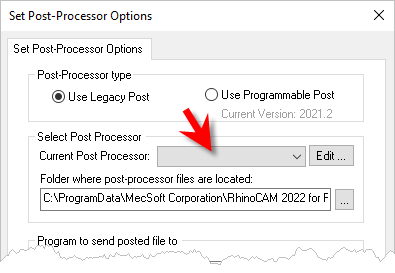 Set Post-Processor Options
Set Post-Processor Options
Post-Processor type
Use Legacy Post
Use Programmable Post
Current Version: 2021.2
Select Post Processor
Current Post Processor:
Edit ...
Folder where post-processor files are located:
C:\ProgramData\MecSoft Corporation\RhinoCAM 2022 for F
...
Program to send posted file to